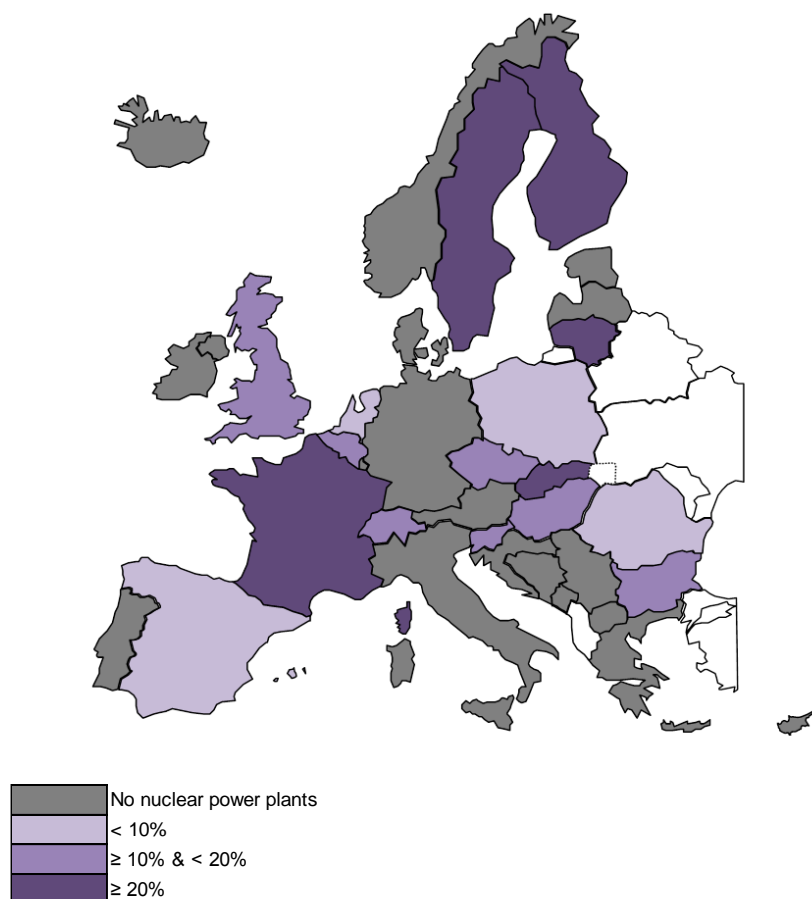 No nuclear power plants
< 10%
≥ 10% & < 20%
≥ 20%